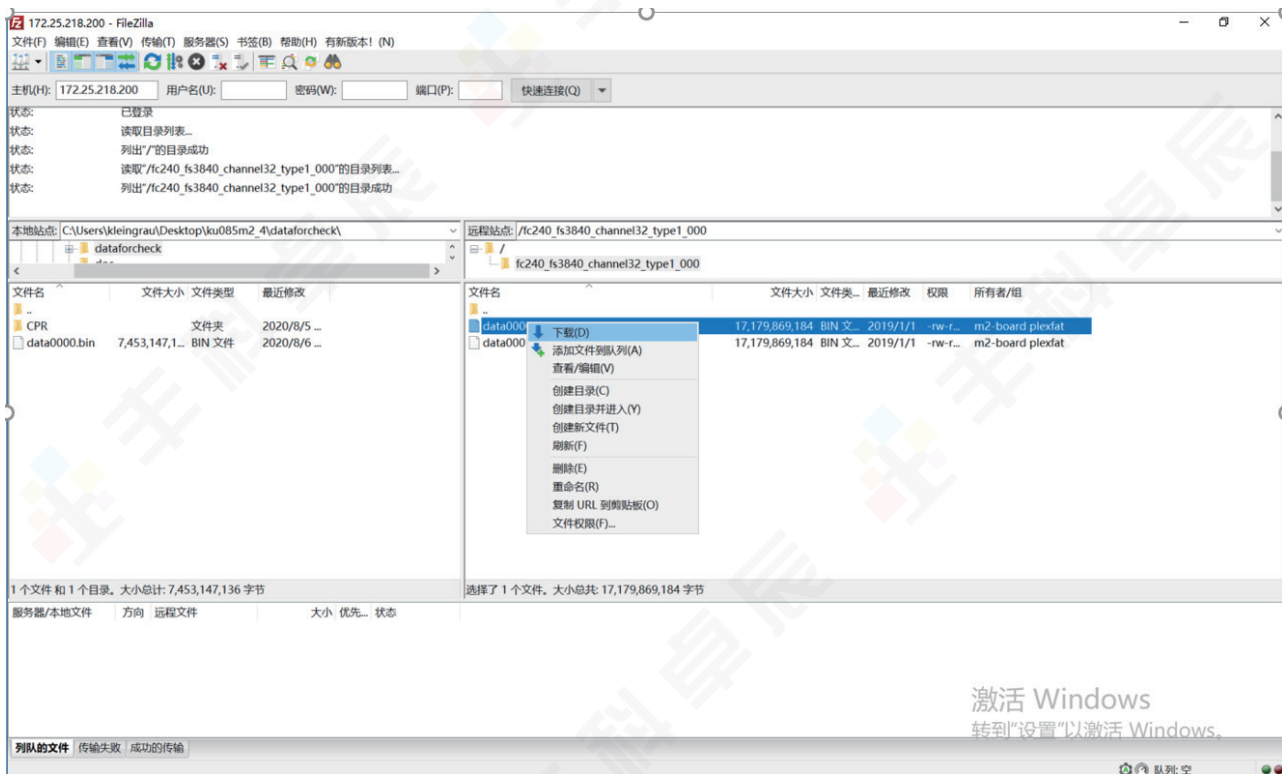 172.25.218.200 - FileZilla
文件(F) 编辑(E) 查看(V) 传输(T) 服务器(S) 书签(B) 帮助(H) 有新版本! (N)
主机(H): 172.25.218.200 用户名(U): 密码(W): 端口(P): 快速连接(Q)
状态: 已登录
状态: 读取目录列表...
状态: 列出"/"的目录成功
状态: 读取"/fc240_fs3840_channel32_type1_000"的目录列表...
状态: 列出"/fc240_fs3840_channel32_type1_000"的目录成功
本地站点: C:\Users\kleingrau\Desktop\ku085m2_4\dataforcheck\
dataforcheck
远程站点: /fc240_fs3840_channel32_type1_000
/
fc240_fs3840_channel32_type1_000
文件名 文件大小 文件类型 最近修改
..
CPR 文件夹 2020/8/5 ...
data0000.bin 7,453,147,1... BIN 文件 2020/8/6 ...
1 个文件 和 1 个目录。大小总计: 7,453,147,136 字节
文件名 文件大小 文件类... 最近修改 权限 所有者/组
..
data000 17,179,869,184 BIN 文... 2019/1/1 -rw-r... m2-board plexfat
data000 17,179,869,184 BIN 文... 2019/1/1 -rw-r... m2-board plexfat
下载(D)
添加文件到队列(A)
查看/编辑(V)
创建目录(C)
创建目录并进入(Y)
创建新文件(T)
刷新(F)
删除(E)
重命名(R)
复制 URL 到剪贴板(O)
文件权限(F)...
选择了 1 个文件。大小总共: 17,179,869,184 字节
服务器/本地文件 方向 远程文件 大小 优先... 状态
激活 Windows
转到"设置"以激活 Windows。
列队的文件 传输失败 成功的传输
队列: 空
丰科卓辰